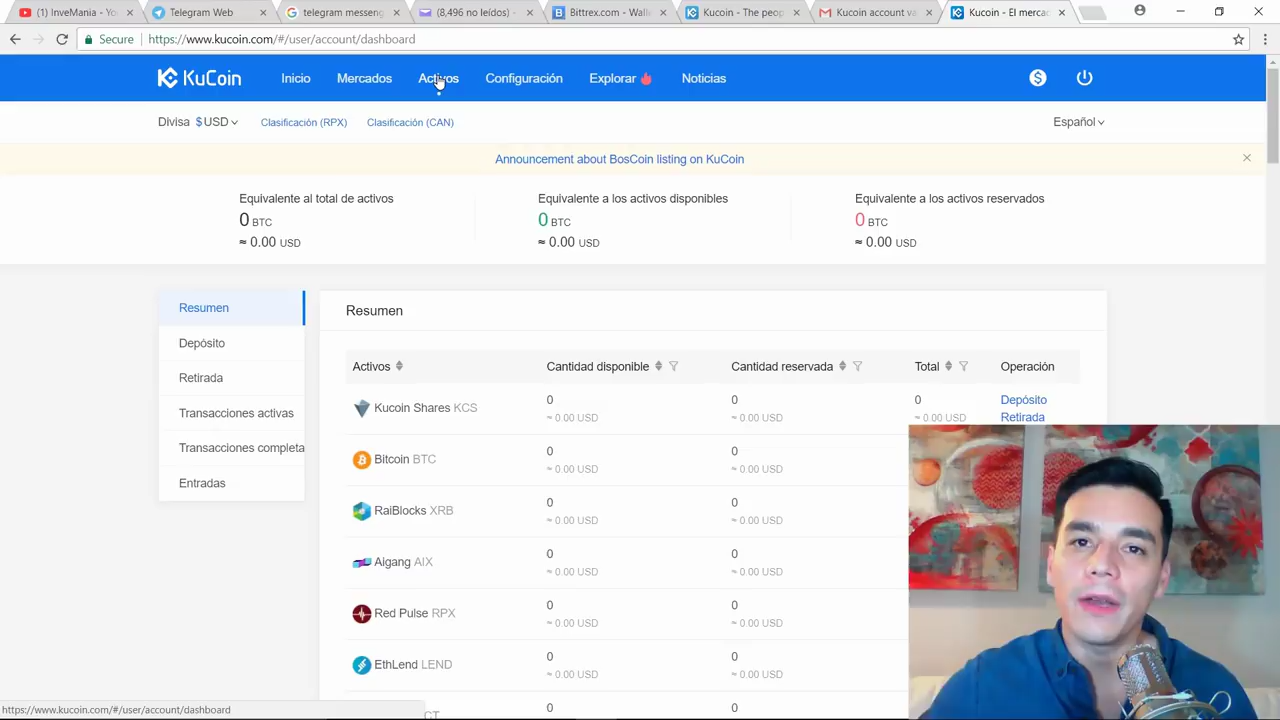 InveMania - Yo
Telegram Web
telegram messeng
(8,496 no leídos) -
Bittrex.com - Walle
Kucoin - The peopl
Kucoin account va
Kucoin - El mercac
Secure
https://www.kucoin.com/#/user/account/dashboard
KuCoin
Inicio
Mercados
Activos
Configuración
Explorar
Noticias
Divisa $ USD
Clasificación (RPX)
Clasificación (CAN)
Español
Announcement about BosCoin listing on KuCoin
Equivalente al total de activos
0 BTC
≈ 0.00 USD
Equivalente a los activos disponibles
0 BTC
≈ 0.00 USD
Equivalente a los activos reservados
0 BTC
≈ 0.00 USD
Resumen
Depósito
Retirada
Transacciones activas
Transacciones completa
Entradas
Resumen
Activos
Cantidad disponible
Cantidad reservada
Total
Operación
Kucoin Shares KCS
0
≈ 0.00 USD
0
≈ 0.00 USD
0
≈ 0.00 USD
Depósito
Retirada
Bitcoin BTC
0
≈ 0.00 USD
0
≈ 0.00 USD
RaiBlocks XRB
0
≈ 0.00 USD
0
≈ 0.00 USD
Aigang AIX
0
≈ 0.00 USD
0
≈ 0.00 USD
Red Pulse RPX
0
≈ 0.00 USD
0
≈ 0.00 USD
EthLend LEND
0
≈ 0.00 USD
0
≈ 0.00 USD
CT
0
0
https://www.kucoin.com/#/user/account/dashboard